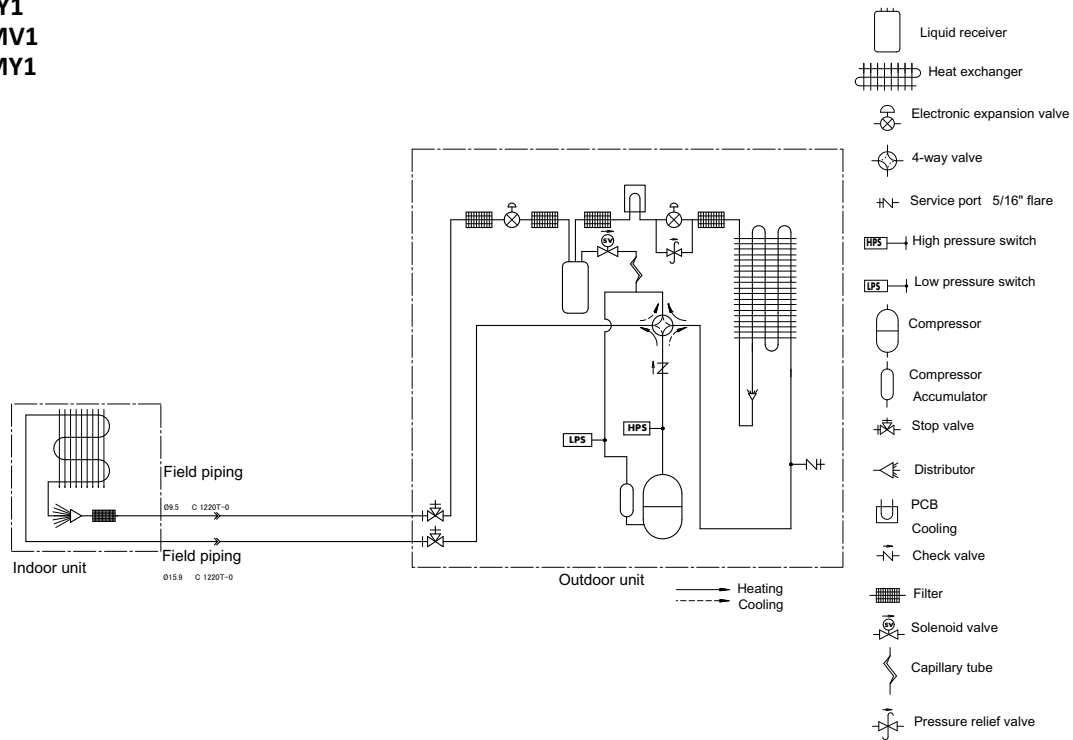 Y1
MV1
MY1
Liquid receiver
Heat exchanger
Electronic expansion valve
4-way valve
Service port 5/16" flare
HPS
High pressure switch
LPS
Low pressure switch
Compressor
Compressor
Accumulator
Stop valve
Distributor
PCB
Cooling
Check valve
Filter
SV
Solenoid valve
Capillary tube
Pressure relief valve
SV
LPS
HPS
Field piping
Ø9.5 C 1220T-0
Field piping
Ø15.9 C 1220T-0
Indoor unit
Outdoor unit
Heating
Cooling